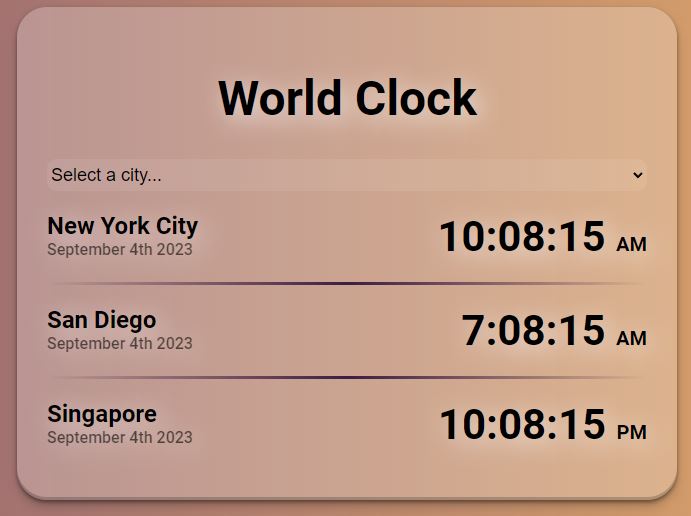 World Clock
Select a city...
New York City
September 4th 2023
10:08:15 AM
San Diego
September 4th 2023
7:08:15 AM
Singapore
September 4th 2023
10:08:15 PM